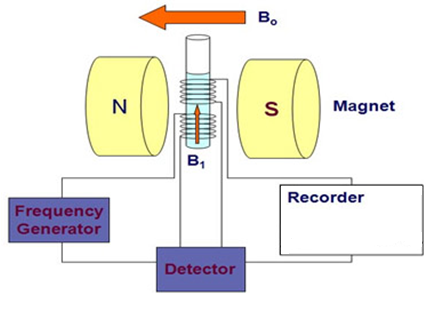 Bo
N
S
Magnet
B1
Recorder
Frequency
Generator
Detector